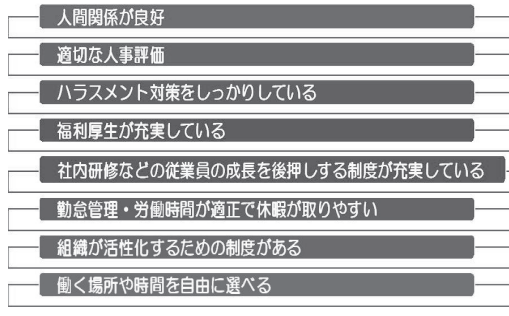 人間関係が良好
適切な人事評価
ハラスメント対策をしっかりしている
福利厚生が充実している
社内研修などの従業員の成長を後押しする制度が充実している
勤怠管理・労働時間が適正で休暇が取りやすい
組織が活性化するための制度がある
働く場所や時間を自由に選べる